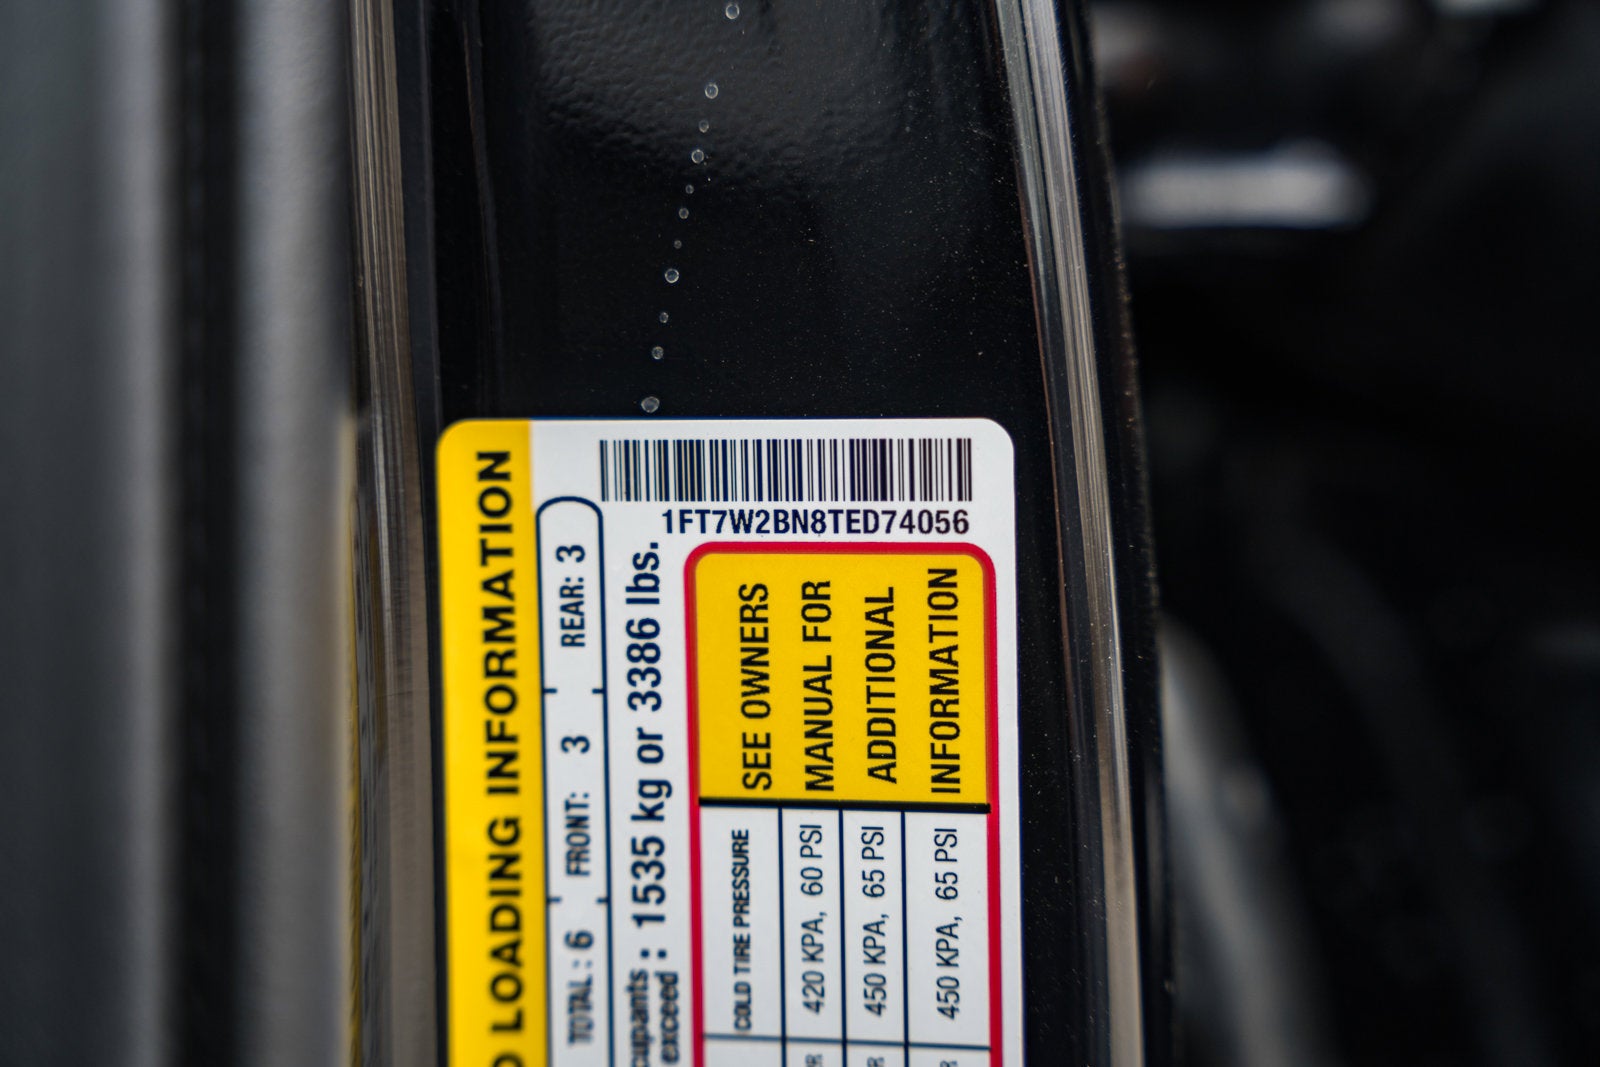 1FT7W2BN8TED74056
LOADING INFORMATION
TOTAL : 6 FRONT: 3 REAR: 3
exceed : 1535 kg or 3386 lbs.
COLD TIRE PRESSURE
420 KPA, 60 PSI
450 KPA, 65 PSI
450 KPA, 65 PSI
SEE OWNERS
MANUAL FOR
ADDITIONAL
INFORMATION